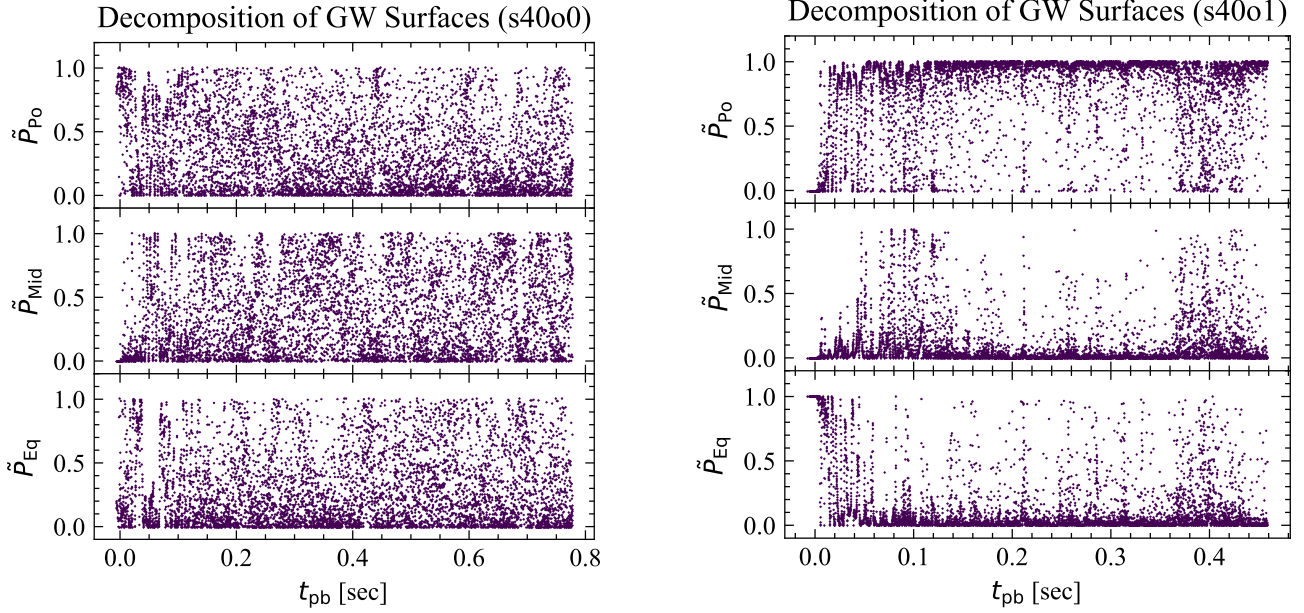 Decomposition of GW Surfaces (s40o0)
1.0
P̃Po
0.5
0.0
1.0
P̃Mid
0.5
0.0
1.0
P̃Eq
0.5
0.0
0.0 0.2 0.4 0.6 0.8
tpb [sec]
Decomposition of GW Surfaces (s40o1)
1.0
P̃Po
0.5
0.0
1.0
P̃Mid
0.5
0.0
1.0
P̃Eq
0.5
0.0
0.0 0.1 0.2 0.3 0.4
tpb [sec]